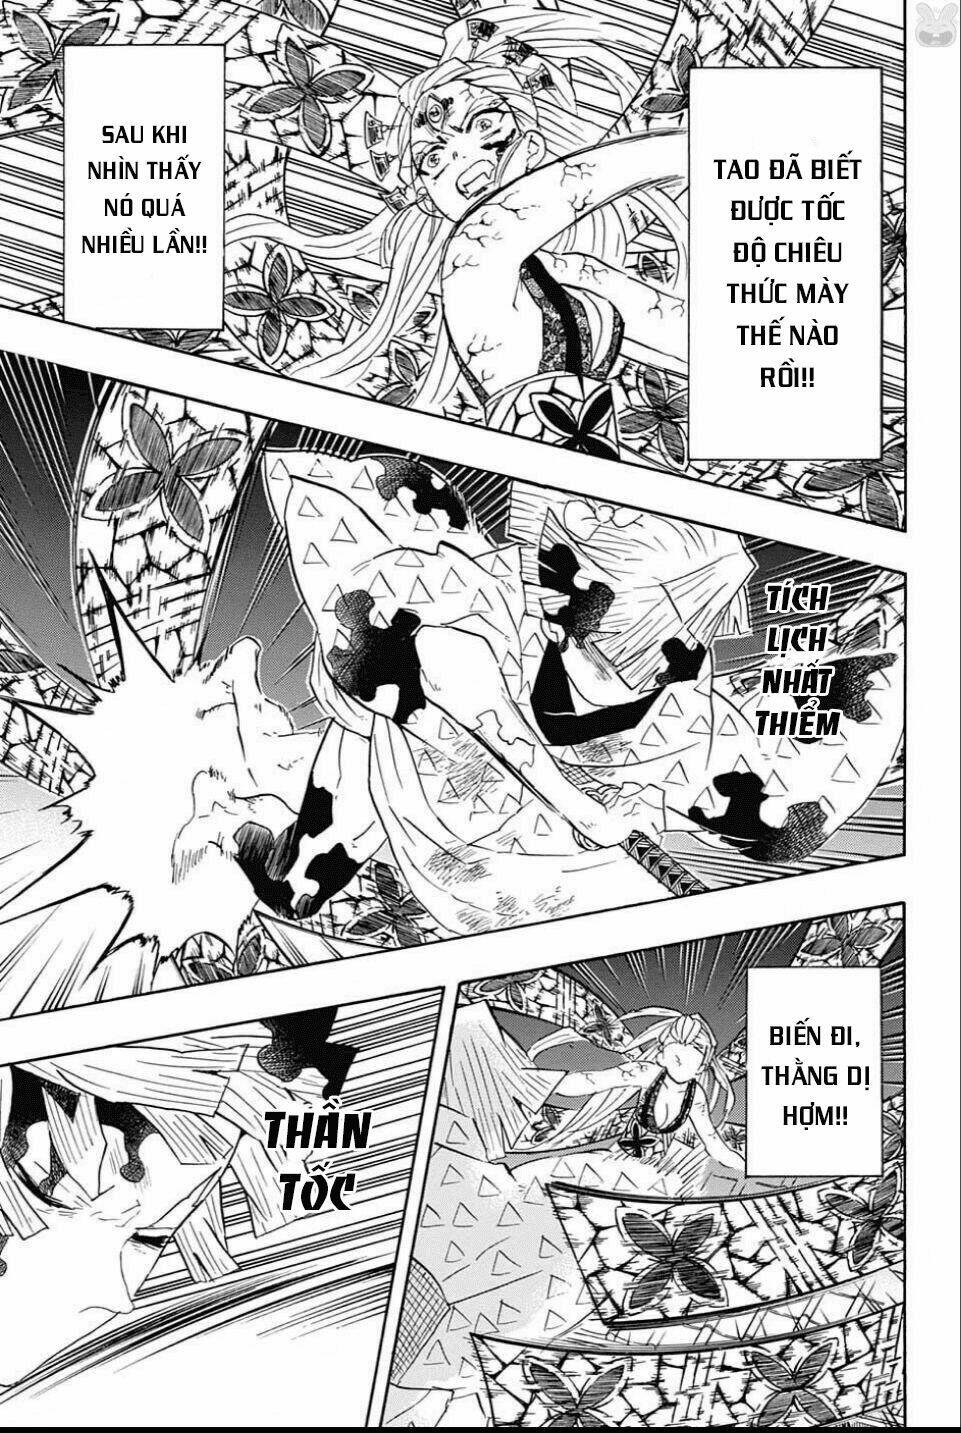 TAO ĐÃ BIẾT
ĐƯỢC TỐC
ĐỘ CHIÊU
THỨC MÀY
THẾ NÀO
RỒI!!
SAU KHI
NHÌN THẤY
NÓ QUÁ
NHIỀU LẦN!!
TÍCH
LỊCH
NHẤT
THIỂM
BIẾN ĐI,
THẰNG DỊ
HỢM!!
THẦN
TỐC